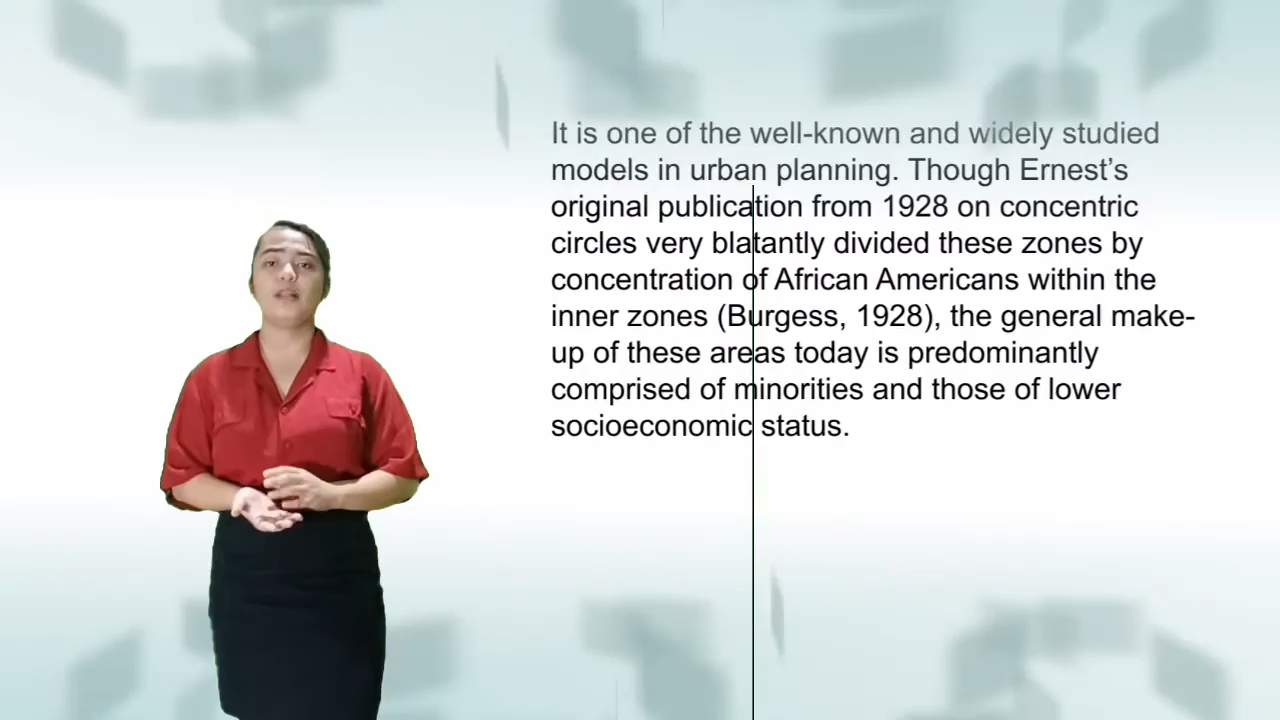 It is one of the well-known and widely studied
models in urban planning. Though Ernest’s
original publication from 1928 on concentric
circles very blatantly divided these zones by
concentration of African Americans within the
inner zones (Burgess, 1928), the general make-
up of these areas today is predominantly
comprised of minorities and those of lower
socioeconomic status.